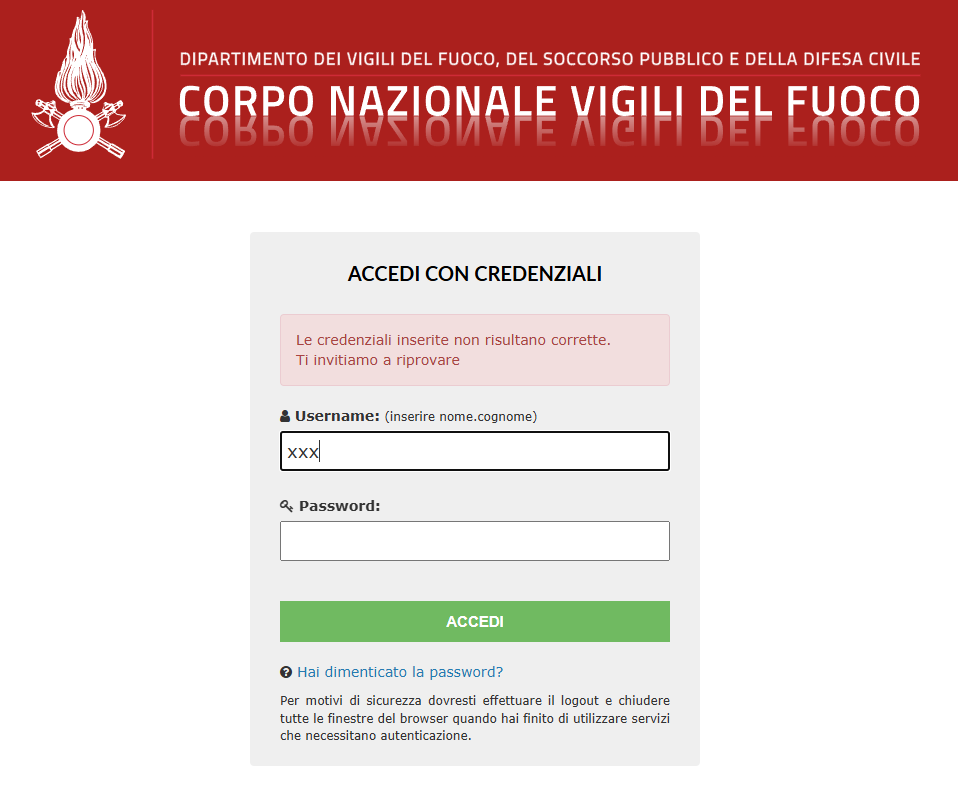 DIPARTIMENTO DEI VIGILI DEL FUOCO, DEL SOCCORSO PUBBLICO E DELLA DIFESA CIVILE
CORPO NAZIONALE VIGILI DEL FUOCO
ACCEDI CON CREDENZIALI
Le credenziali inserite non risultano corrette.
Ti invitiamo a riprovare
Username: (inserire nome.cognome)
xxx
Password:
ACCEDI
Hai dimenticato la password?
Per motivi di sicurezza dovresti effettuare il logout e chiudere
tutte le finestre del browser quando hai finito di utilizzare servizi
che necessitano autenticazione.